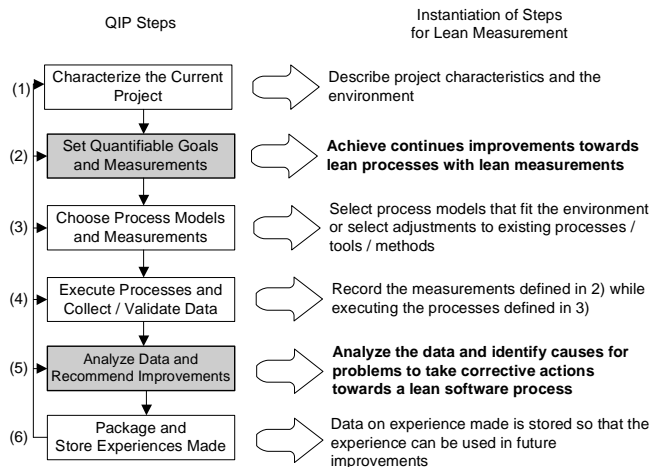 QIP Steps
Instantiation of Steps
for Lean Measurement
(1)
Characterize the Current
Project
Describe project characteristics and the
environment
(2)
Set Quantifiable Goals
and Measurements
Achieve continues improvements towards
lean processes with lean measurements
(3)
Choose Process Models
and Measurements
Select process models that fit the environment
or select adjustments to existing processes /
tools / methods
(4)
Execute Processes and
Collect / Validate Data
Record the measurements defined in 2) while
executing the processes defined in 3)
(5)
Analyze Data and
Recommend Improvements
Analyze the data and identify causes for
problems to take corrective actions
towards a lean software process
(6)
Package and
Store Experiences Made
Data on experience made is stored so that the
experience can be used in future
improvements